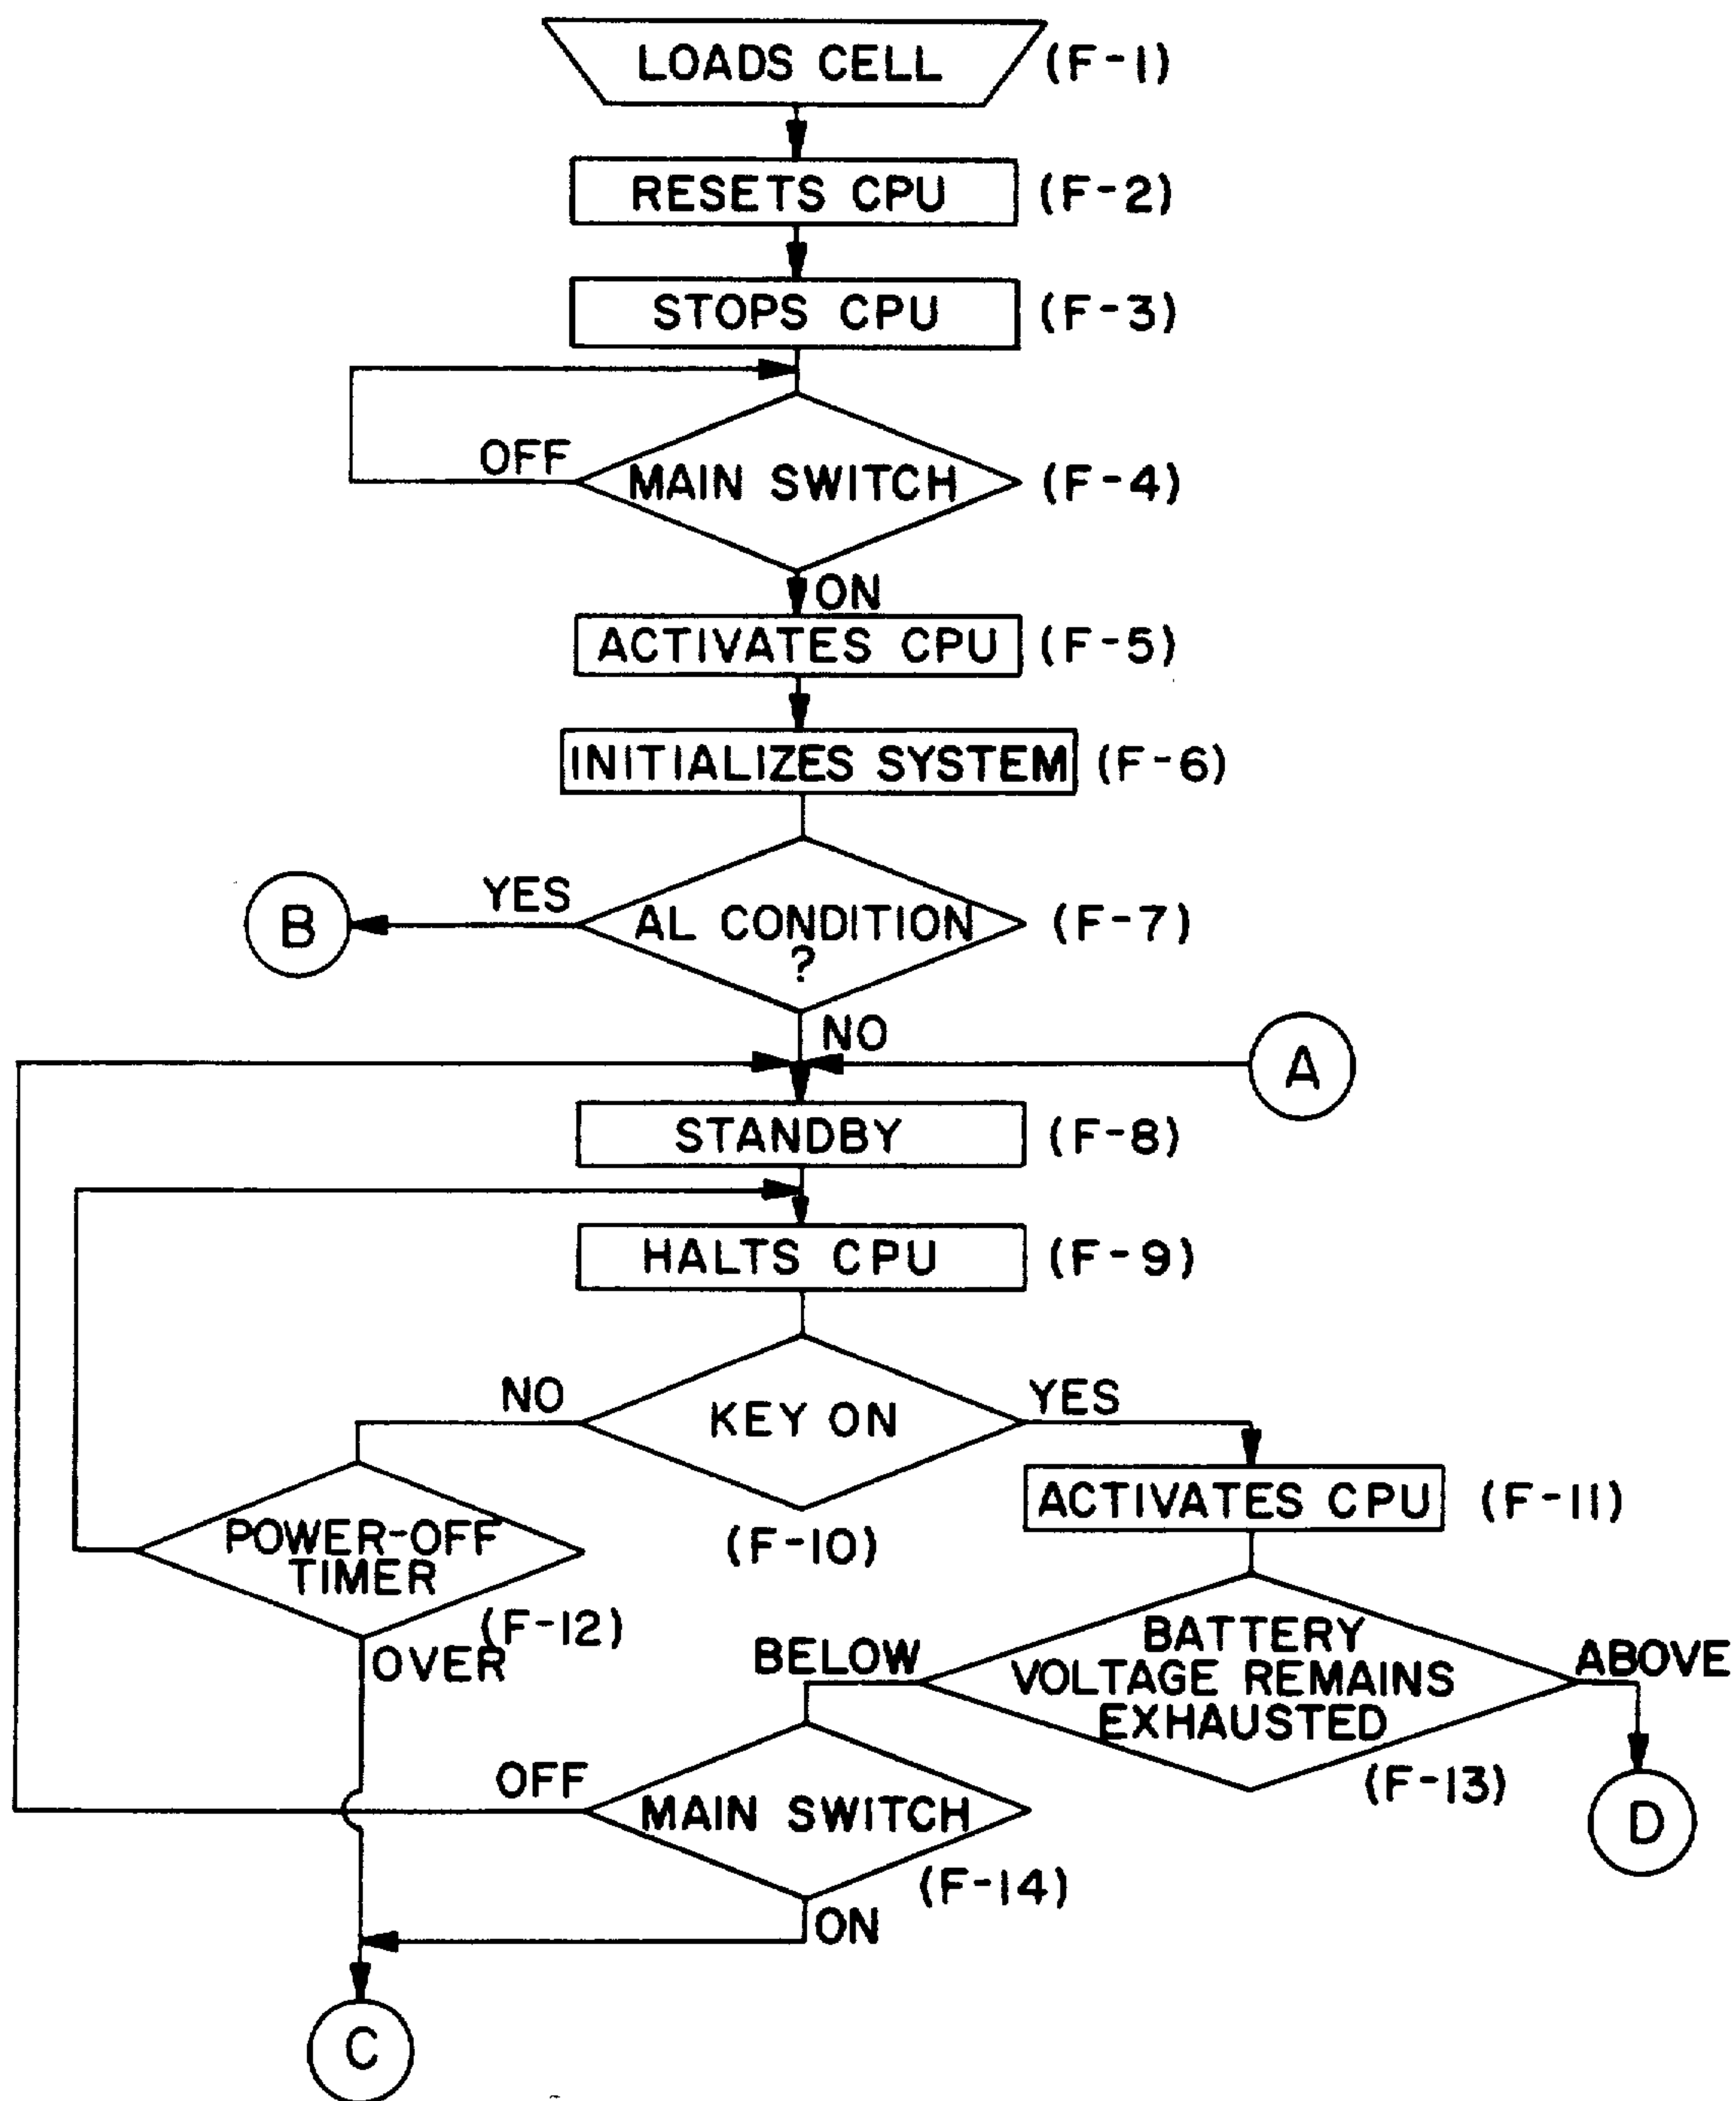 LOADS CELL (F-1)
RESETS CPU (F-2)
STOPS CPU (F-3)
OFF
MAIN SWITCH (F-4)
ON
ACTIVATES CPU (F-5)
INITIALIZES SYSTEM (F-6)
B
YES
AL CONDITION (F-7)
?
NO
A
STANDBY (F-8)
HALTS CPU (F-9)
NO
KEY ON
YES
(F-10)
ACTIVATES CPU (F-11)
POWER-OFF
TIMER
(F-12)
OVER
BELOW
BATTERY
VOLTAGE REMAINS
EXHAUSTED
ABOVE
(F-13)
OFF
MAIN SWITCH
(F-14)
D
ON
C